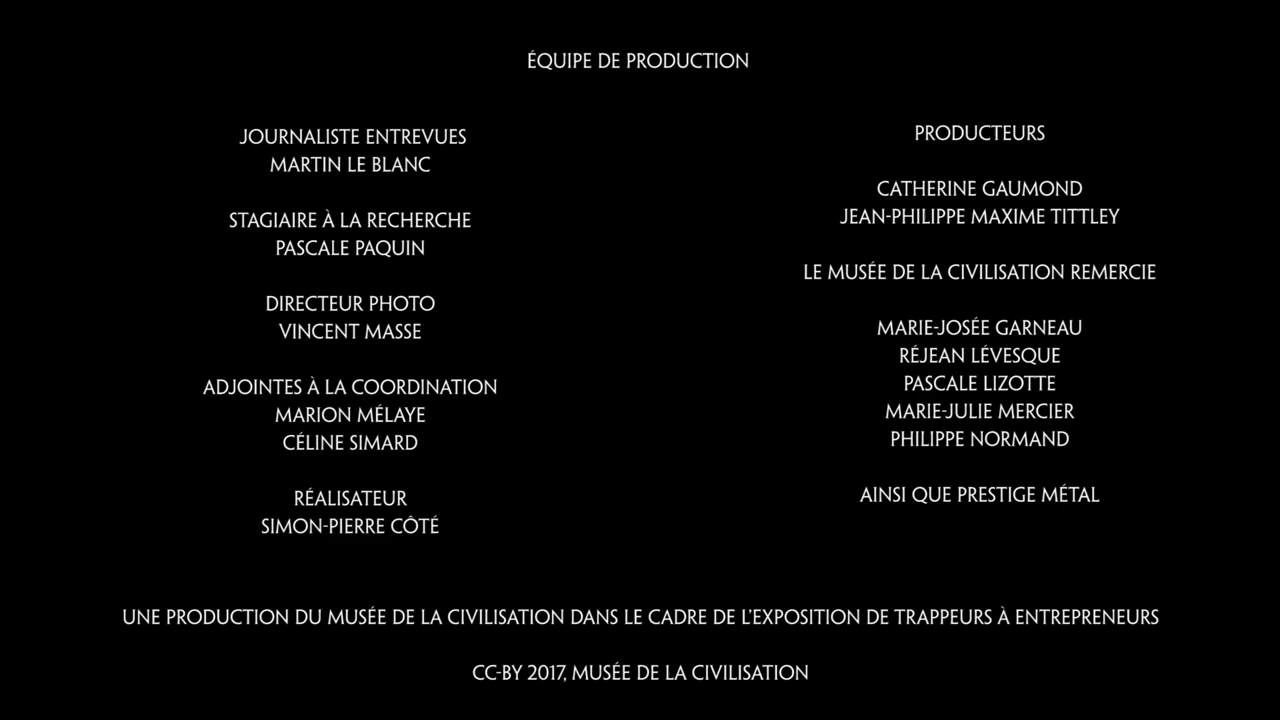 ÉQUIPE DE PRODUCTION
JOURNALISTE ENTREVUES
MARTIN LE BLANC
STAGIAIRE À LA RECHERCHE
PASCALE PAQUIN
DIRECTEUR PHOTO
VINCENT MASSE
ADJOINTES À LA COORDINATION
MARION MÉLAYE
CÉLINE SIMARD
RÉALISATEUR
SIMON-PIERRE CÔTÉ
PRODUCTEURS
CATHERINE GAUMOND
JEAN-PHILIPPE MAXIME TITTLEY
LE MUSÉE DE LA CIVILISATION REMERCIE
MARIE-JOSÉE GARNEAU
RÉJEAN LÉVESQUE
PASCALE LIZOTTE
MARIE-JULIE MERCIER
PHILIPPE NORMAND
AINSI QUE PRESTIGE MÉTAL
UNE PRODUCTION DU MUSÉE DE LA CIVILISATION DANS LE CADRE DE L'EXPOSITION DE TRAPPEURS À ENTREPRENEURS
CC-BY 2017, MUSÉE DE LA CIVILISATION